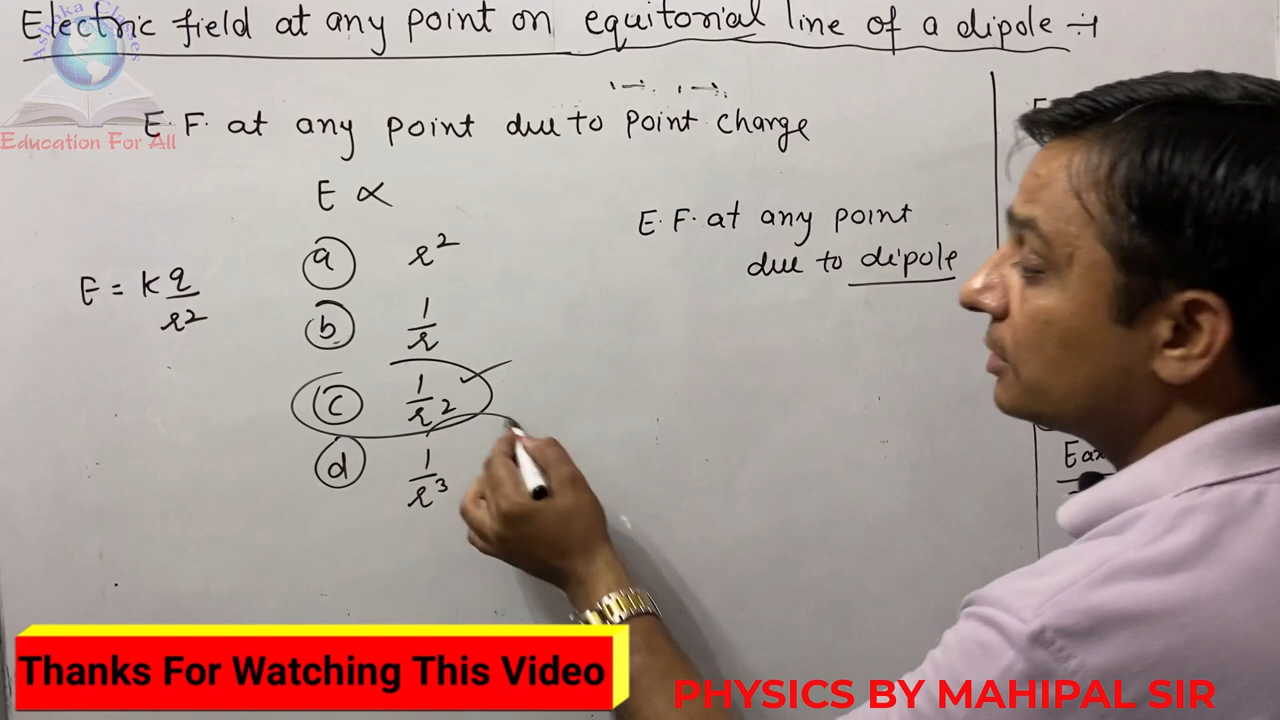 Electric field at any point on equitorial line of a dipole :-
Ashoka Classes
Education For All
E.F. at any point due to point charge
E ∝
E = kq/r²
(a) r²
(b) 1/r
(c) 1/r² ✓
(d) 1/r³
E.F. at any point
due to dipole
Thanks For Watching This Video
PHYSICS BY MAHIPAL SIR